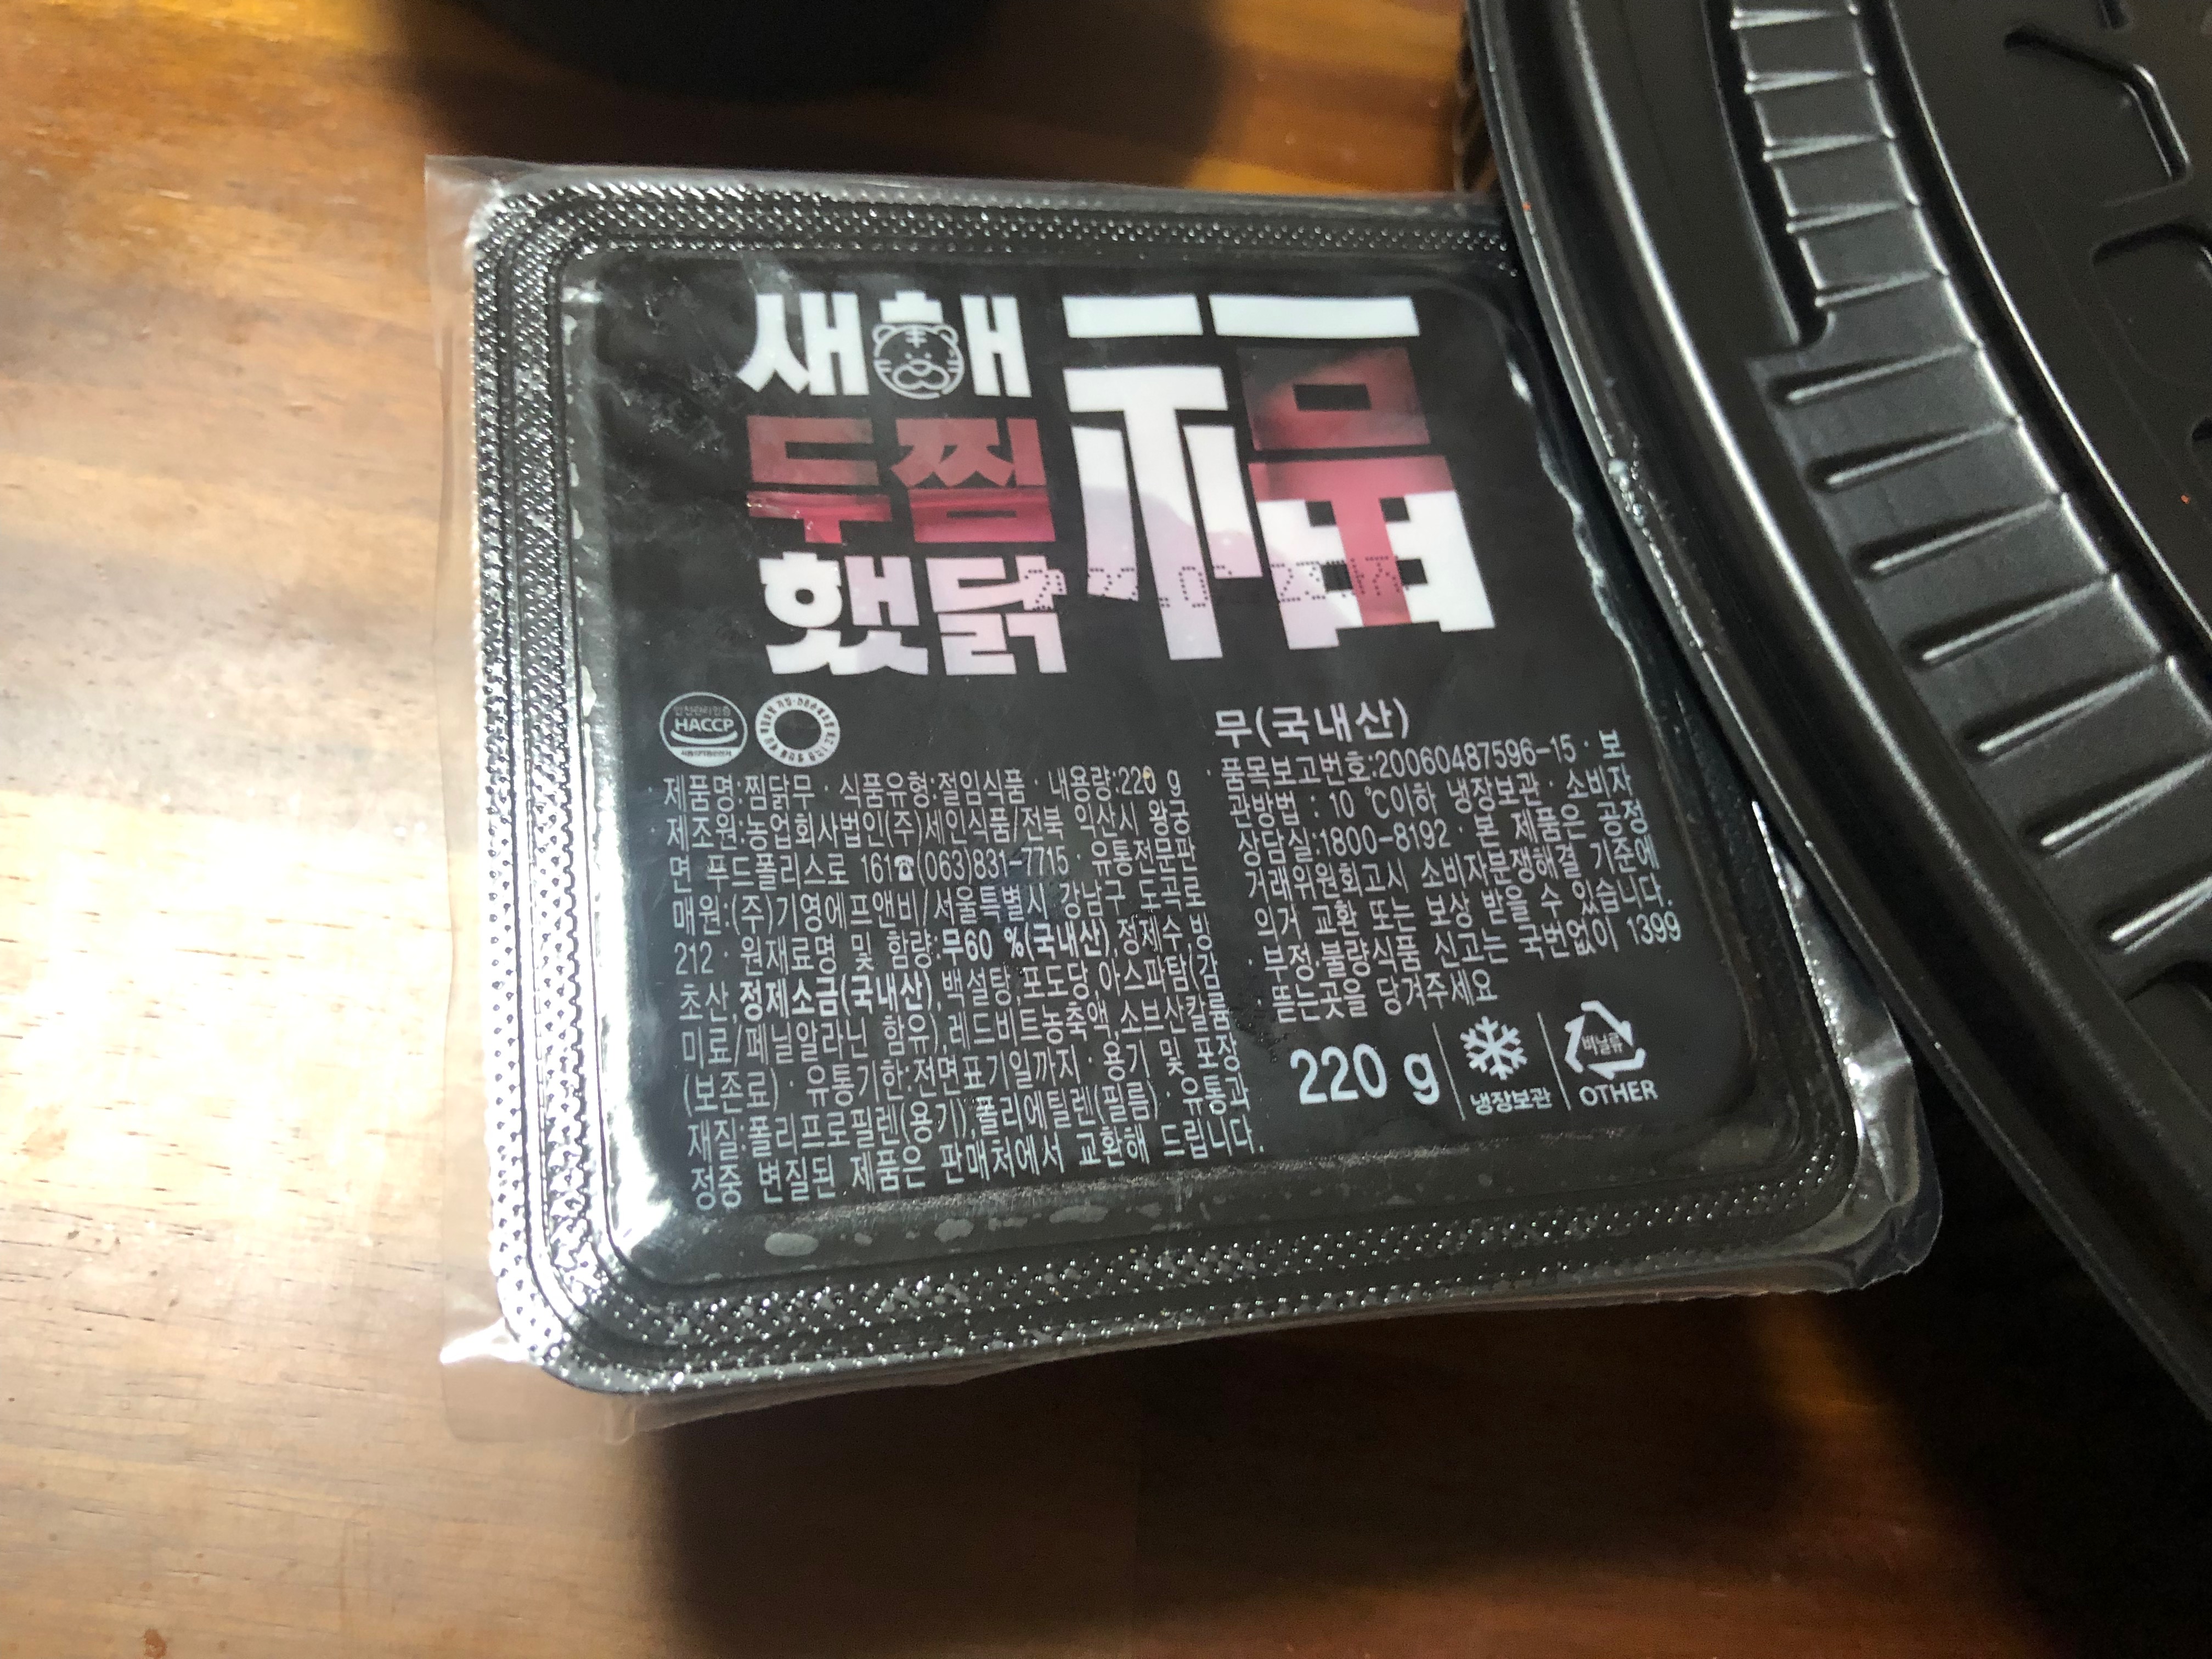 새해
두찜
했닭
福
HACCP
제품명:찜닭무 · 식품유형:절임식품 · 내용량:220 g
제조원:농업회사법인(주)세인식품/전북 익산시 왕궁
면 푸드폴리스로 161☎(063)831-7715 · 유통전문판
매원:(주)기영에프앤비/서울특별시 강남구 도곡로
212 · 원재료명 및 함량:무60 %(국내산),정제수,빙
초산,정제소금(국내산),백설탕,포도당,아스파탐(감
미료/페닐알라닌 함유),레드비트농축액,소브산칼륨
(보존료) · 유통기한:전면표기일까지 · 용기 및 포장
재질:폴리프로필렌(용기),폴리에틸렌(필름) · 유통과
정중 변질된 제품은 판매처에서 교환해 드립니다.
무(국내산)
· 품목보고번호:20060487596-15 · 보
관방법 : 10 ℃이하 냉장보관 · 소비자
상담실:1800-8192 · 본 제품은 공정
거래위원회고시 소비자분쟁해결 기준에
의거 교환 또는 보상 받을 수 있습니다.
· 부정·불량식품 신고는 국번없이 1399
· 뜯는곳을 당겨주세요
220 g
냉장보관
비닐류
OTHER